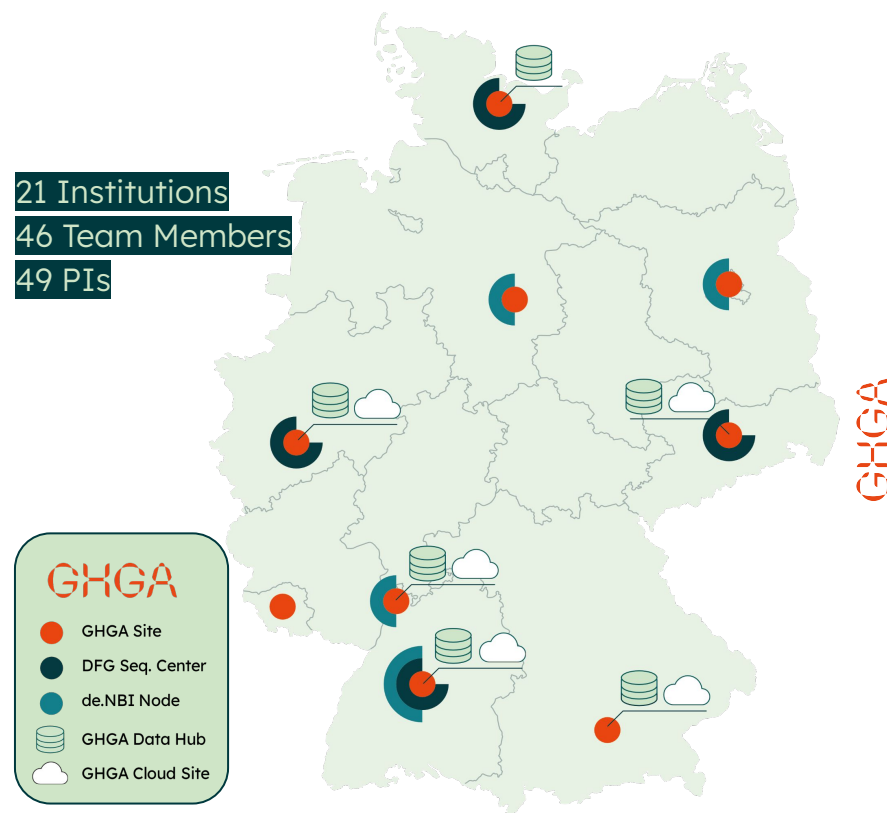 21 Institutions
46 Team Members
49 PIs
GHGA
GHGA
GHGA Site
DFG Seq. Center
de.NBI Node
GHGA Data Hub
GHGA Cloud Site